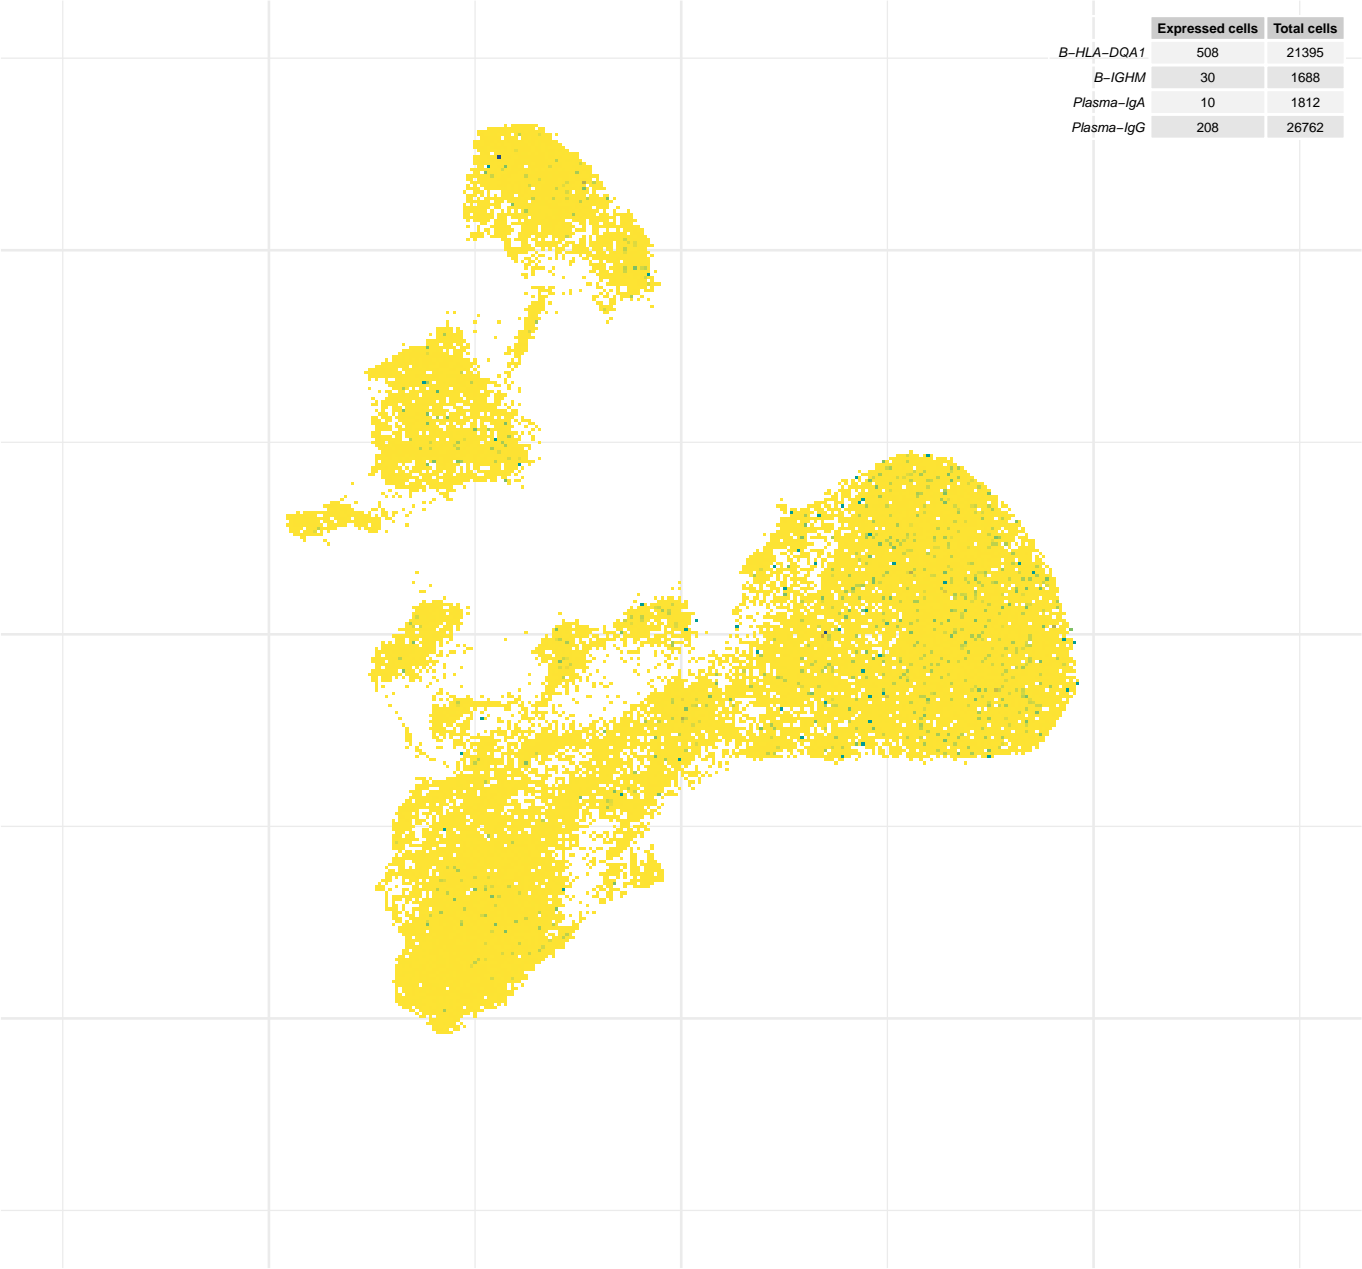 Expressed cells Total cells
B−HLA−DQA1 508 21395
B−IGHM 30 1688
Plasma−IgA 10 1812
Plasma−IgG 208 26762